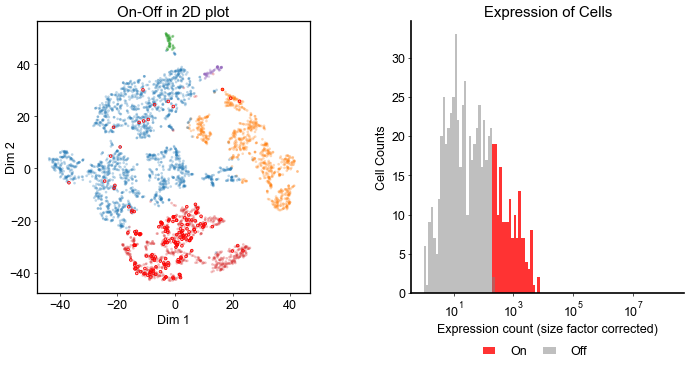 On-Off in 2D plot
Dim 2
40
20
0
−20
−40
−40 −20 0 20 40
Dim 1
Expression of Cells
Cell Counts
30
25
20
15
10
5
0
10^1 10^3 10^5 10^7
Expression count (size factor corrected)
On Off